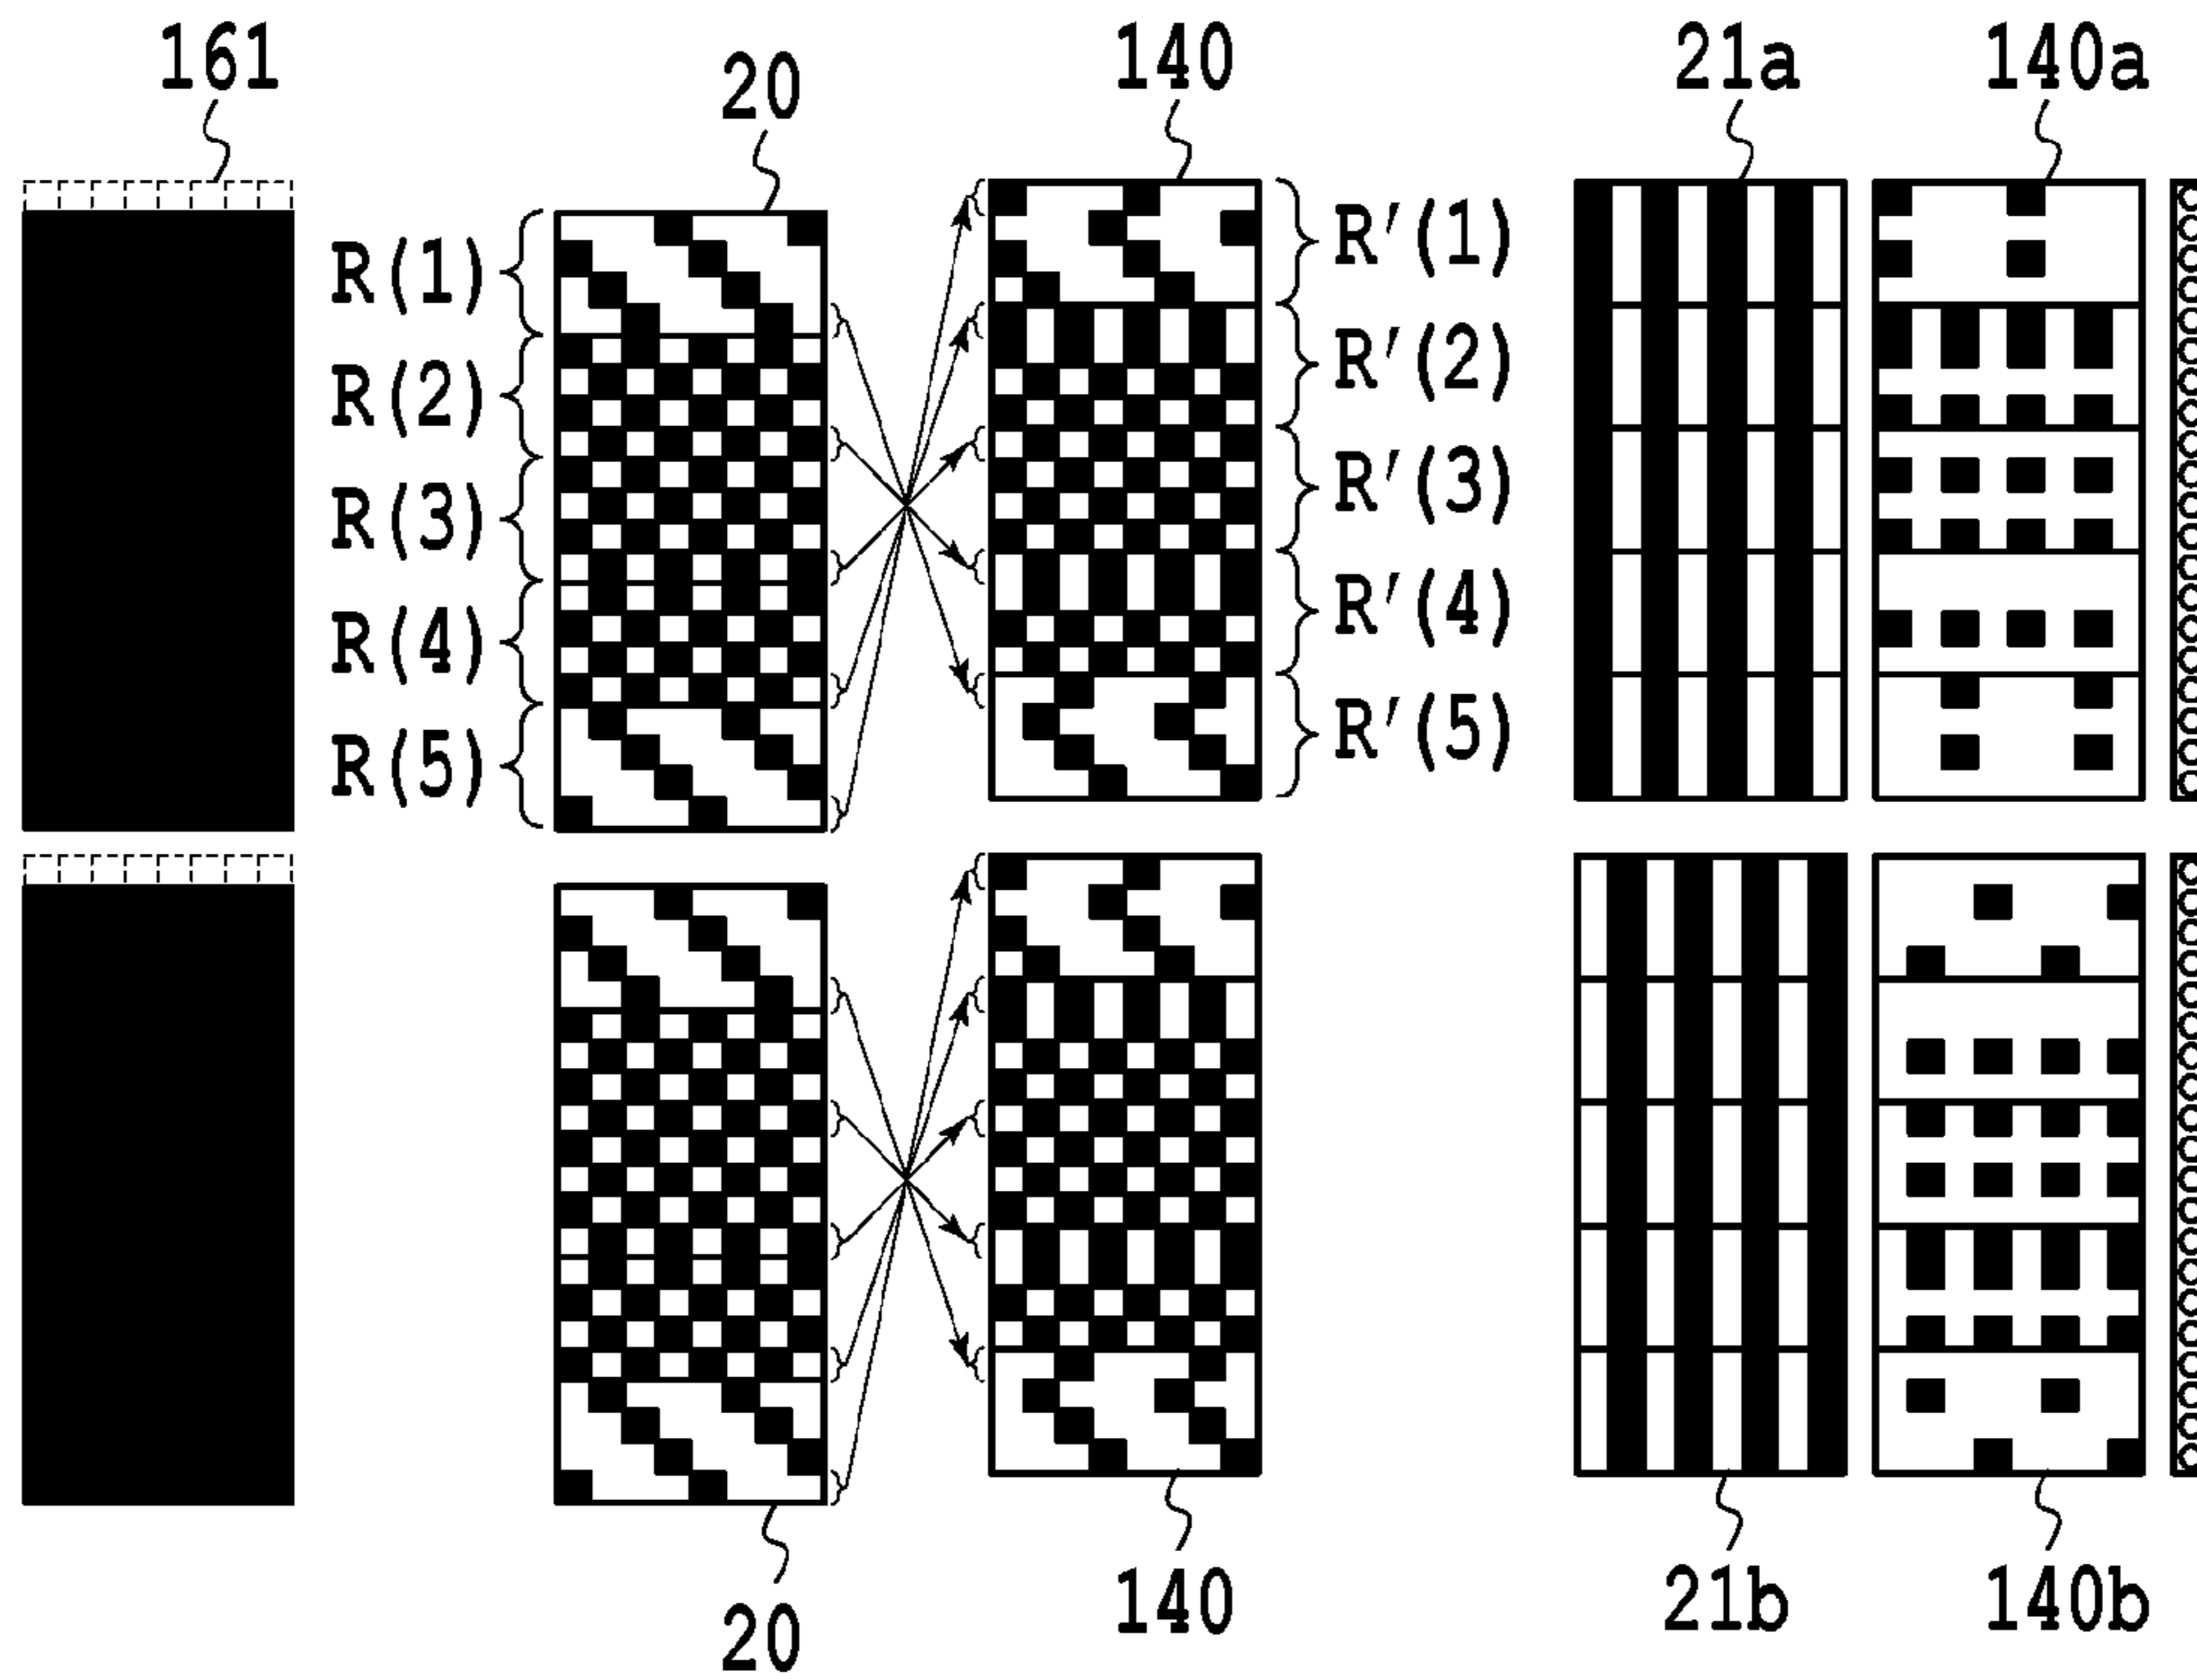 161
20
140
21a
140a
R(1)
R(2)
R(3)
R(4)
R(5)
R'(1)
R'(2)
R'(3)
R'(4)
R'(5)
20
140
21b
140b